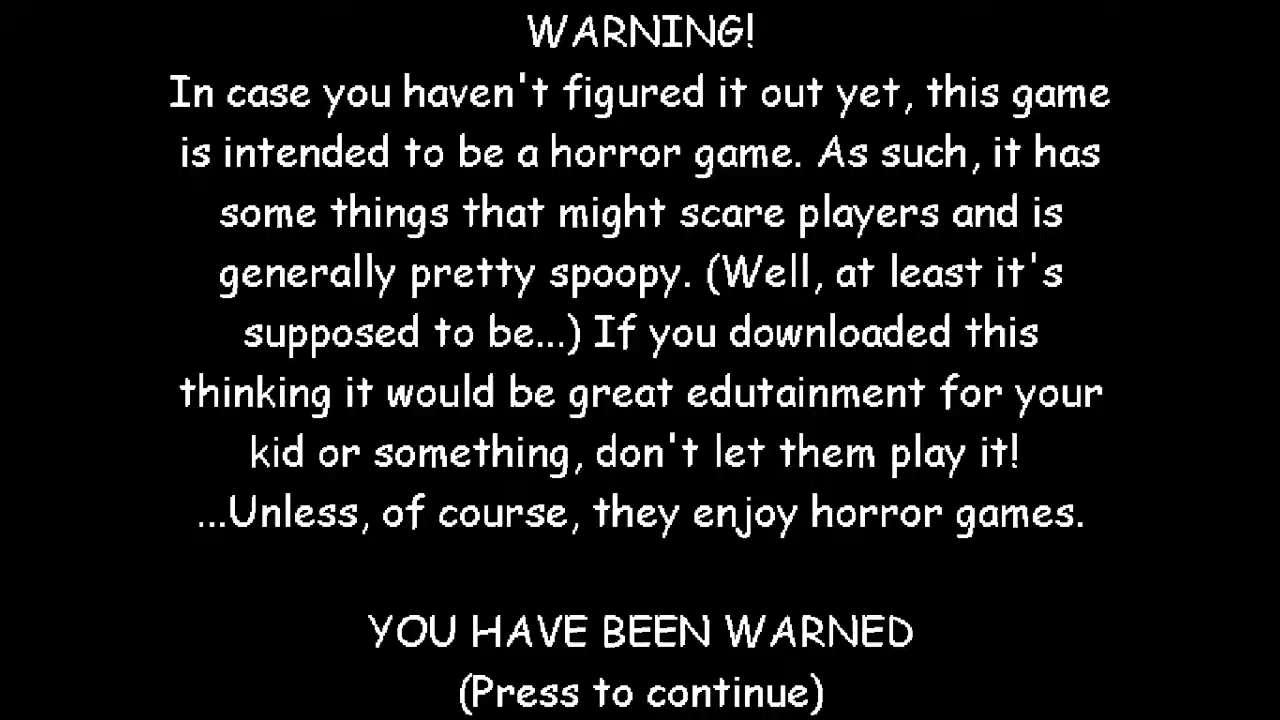 WARNING!
In case you haven't figured it out yet, this game
is intended to be a horror game. As such, it has
some things that might scare players and is
generally pretty spoopy. (Well, at least it's
supposed to be...) If you downloaded this
thinking it would be great edutainment for your
kid or something, don't let them play it!
...Unless, of course, they enjoy horror games.
YOU HAVE BEEN WARNED
(Press to continue)